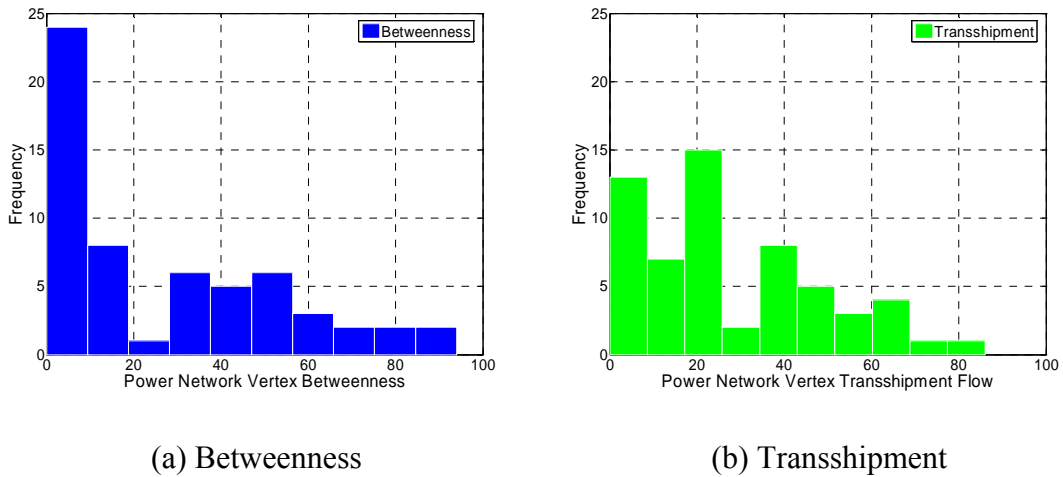 25
20
15
10
5
0
Frequency
0 20 40 60 80 100
Power Network Vertex Betweenness
Betweenness
(a) Betweenness
25
20
15
10
5
0
Frequency
0 20 40 60 80 100
Power Network Vertex Transshipment Flow
Transshipment
(b) Transshipment